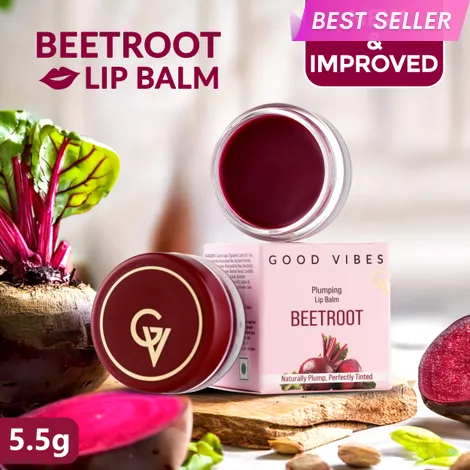 BEST SELLER
BEETROOT
LIP BALM
&
IMPROVED
GOOD VIBES
Plumping
Lip Balm
BEETROOT
Naturally Plump, Perfectly Tinted
GV
5.5g